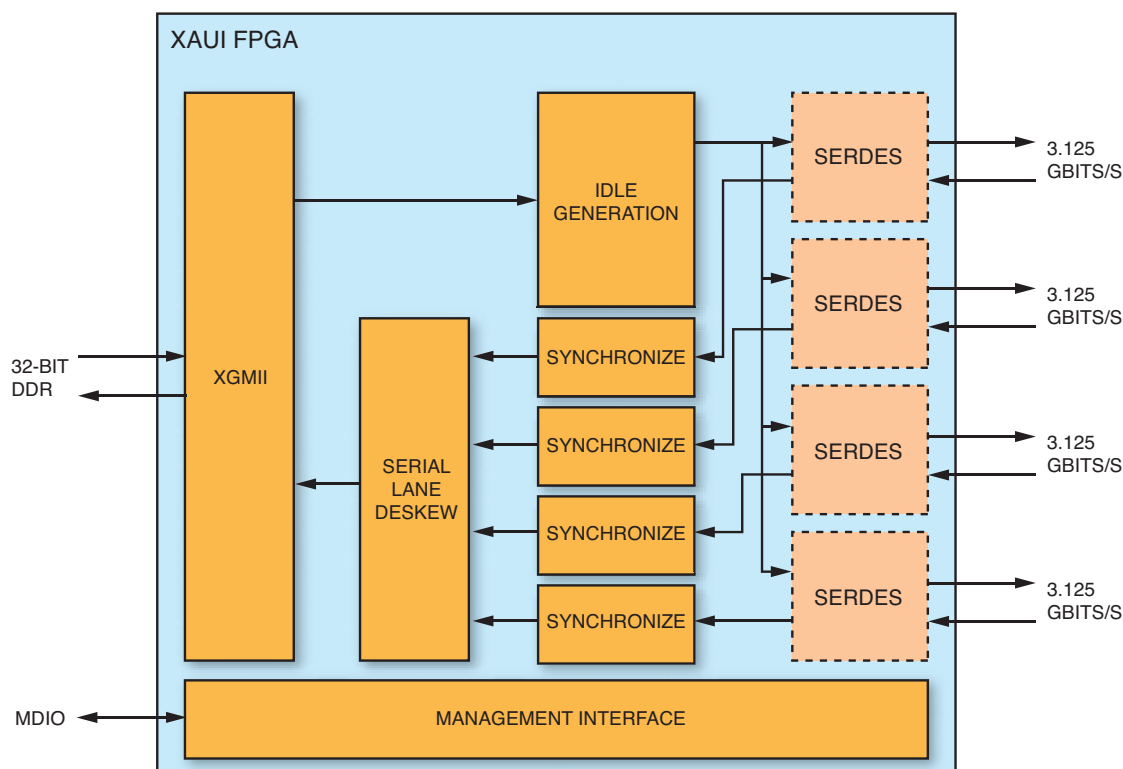 XAUI FPGA
32-BIT
DDR
XGMII
IDLE
GENERATION
SERIAL
LANE
DESKEW
SYNCHRONIZE
SYNCHRONIZE
SYNCHRONIZE
SYNCHRONIZE
SERDES
3.125
GBITS/S
SERDES
3.125
GBITS/S
SERDES
3.125
GBITS/S
SERDES
3.125
GBITS/S
MDIO
MANAGEMENT INTERFACE